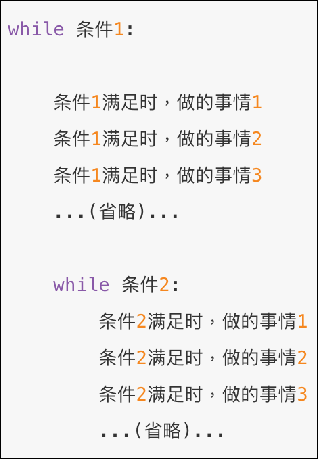 while 条件1:
条件1满足时，做的事情1
条件1满足时，做的事情2
条件1满足时，做的事情3
...(省略)...
while 条件2:
条件2满足时，做的事情1
条件2满足时，做的事情2
条件2满足时，做的事情3
...(省略)...